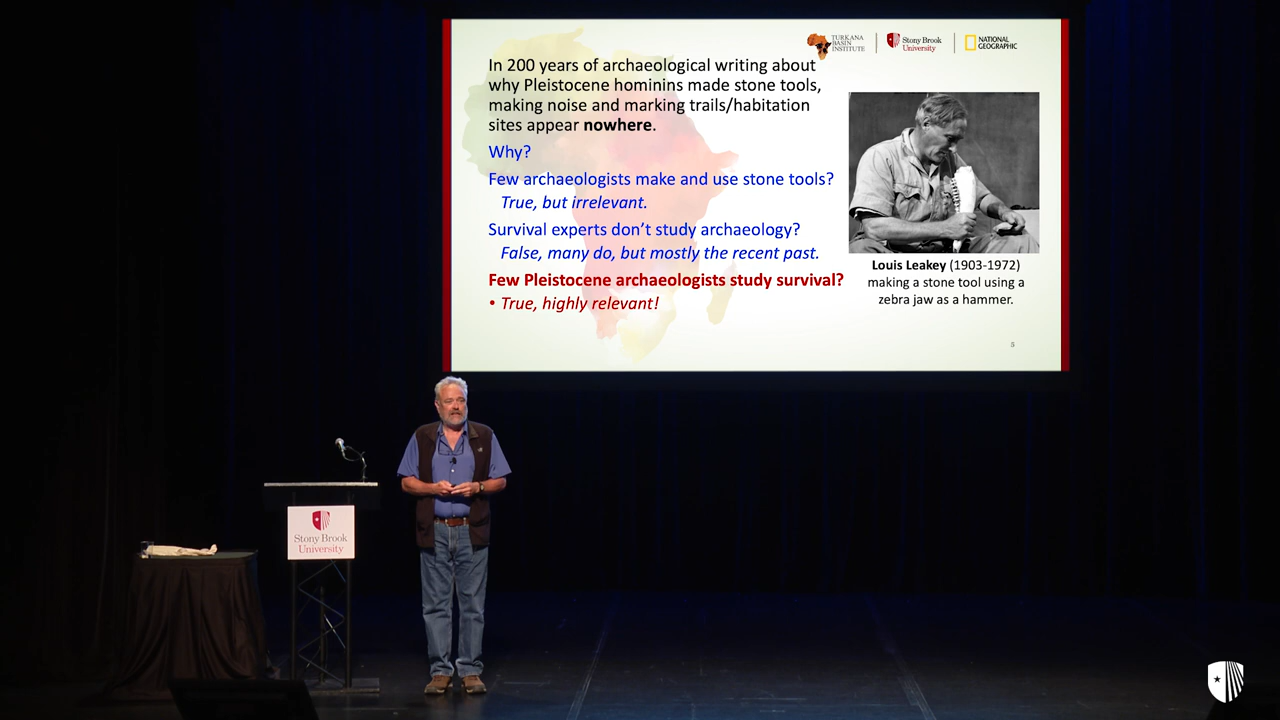 TURKANA
BASIN
INSTITUTE
Stony Brook
University
NATIONAL
GEOGRAPHIC
In 200 years of archaeological writing about
why Pleistocene hominins made stone tools,
making noise and marking trails/habitation
sites appear nowhere.
Why?
Few archaeologists make and use stone tools?
True, but irrelevant.
Survival experts don’t study archaeology?
False, many do, but mostly the recent past.
Few Pleistocene archaeologists study survival?
• True, highly relevant!
Louis Leakey (1903-1972)
making a stone tool using a
zebra jaw as a hammer.
5
Stony Brook
University